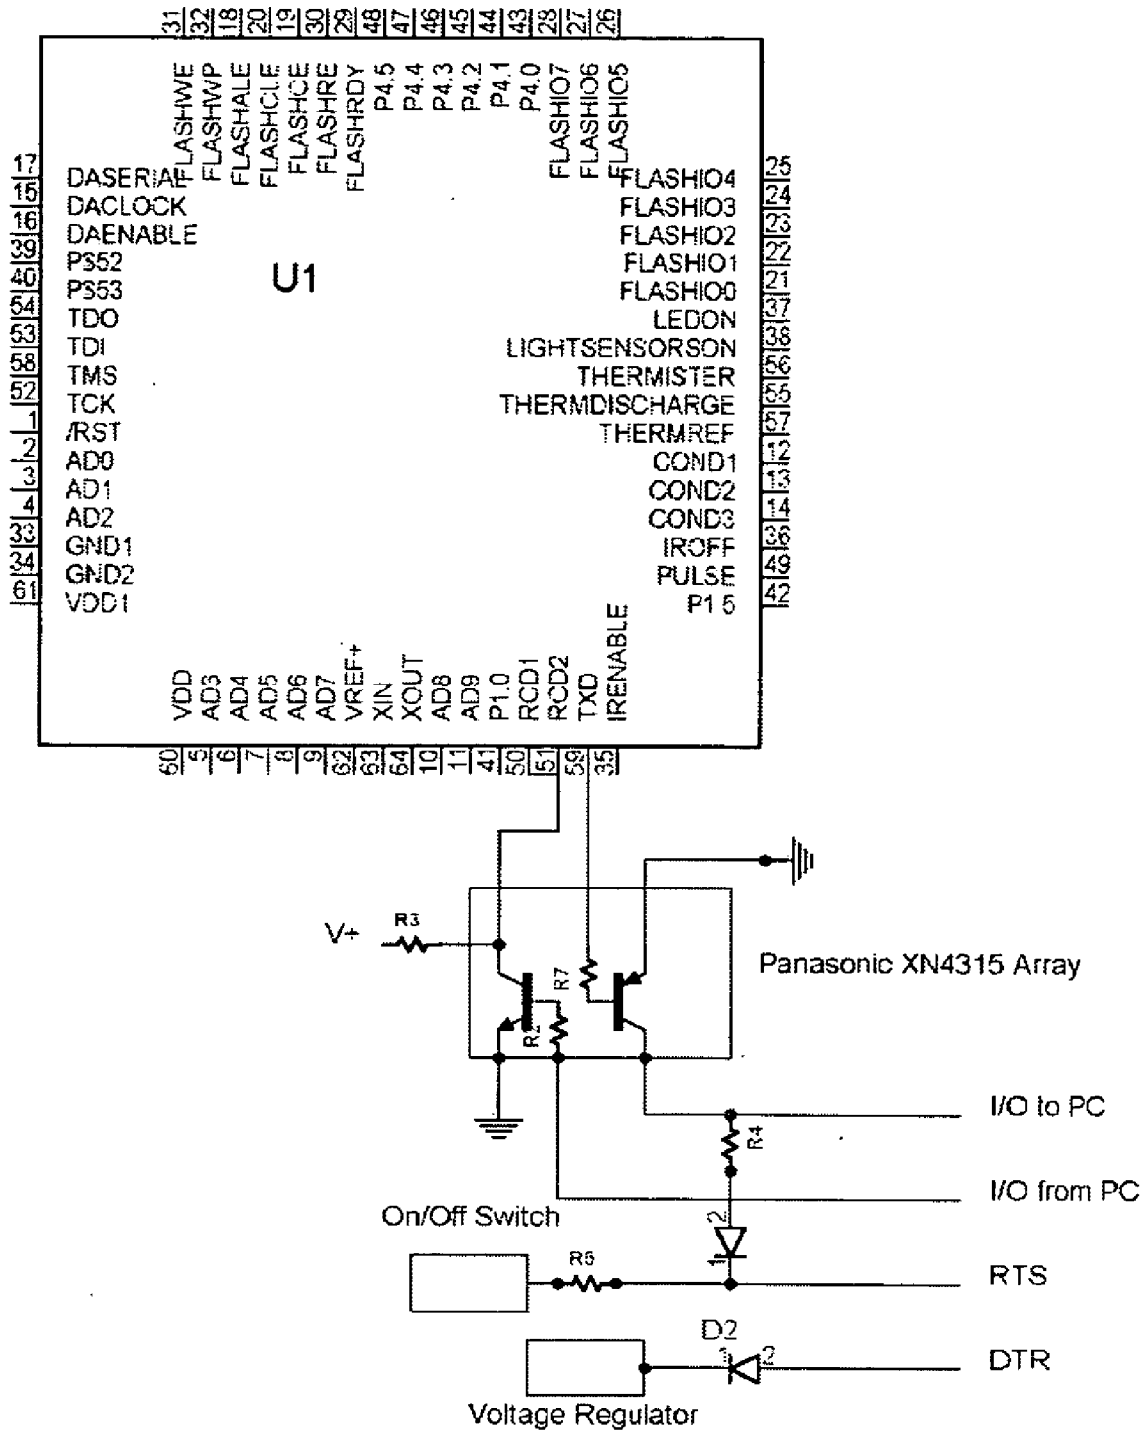 31 32 18 20 19 30 29 48 47 46 45 44 43 28 27 26
FLASHWE FLASHWP FLASHALE FLASHCLE FLASHCE FLASHRE FLASHRDY P4.5 P4.4 P4.3 P4.2 P4.1 P4.0 FLASHIO7 FLASHIO6 FLASHIO5
17 DASERIAL FLASHIO4 25
15 DACLOCK FLASHIO3 24
16 DAENABLE FLASHIO2 23
39 PS52 FLASHIO1 22
U1
40 PS53 FLASHIO0 21
54 TDO LEDON 37
53 TDI LIGHTSENSORSON 38
58 TMS THERMISTER 56
52 TCK THERMDISCHARGE 55
1 /RST THERMREF 57
2 AD0 COND1 12
3 AD1 COND2 13
4 AD2 COND3 14
33 GND1 IROFF 36
34 GND2 PULSE 49
61 VDD1 P1.5 42
VDD AD3 AD4 AD5 AD6 AD7 VREF+ XIN XOUT AD8 AD9 P1.0 RCD1 RCD2 TXD IRENABLE
60 5 6 7 8 9 62 63 64 10 11 41 50 51 59 35
V+ R3
R7
Panasonic XN4315 Array
R2
I/O to PC
R4
I/O from PC
On/Off Switch
2
1
R5
RTS
D2
1 2
DTR
Voltage Regulator